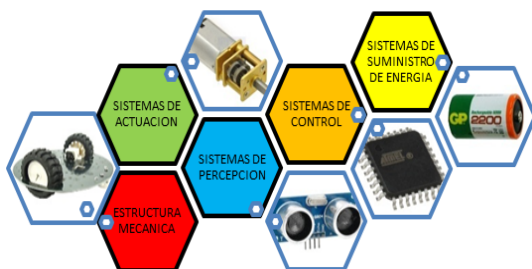 SISTEMAS DE
SUMINISTRO
DE ENERGIA
SISTEMAS DE
ACTUACION
SISTEMAS DE
CONTROL
SISTEMAS DE
PERCEPCION
ESTRUCTURA
MECANICA
GP
2200